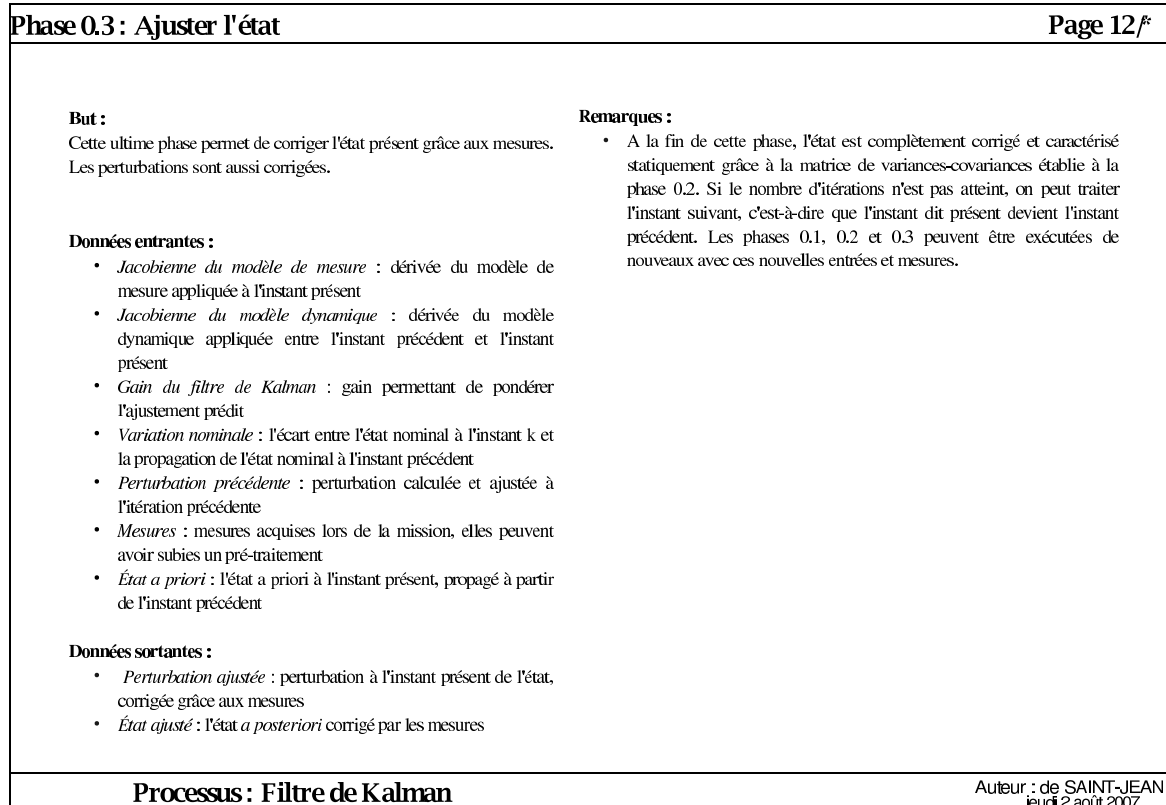 Phase 0.3 : Ajuster l'état
Page 12/*
But :
Cette ultime phase permet de corriger l'état présent grâce aux mesures.
Les perturbations sont aussi corrigées.
Données entrantes :
• Jacobienne du modèle de mesure : dérivée du modèle de
mesure appliquée à l'instant présent
• Jacobienne du modèle dynamique : dérivée du modèle
dynamique appliquée entre l'instant précédent et l'instant
présent
• Gain du filtre de Kalman : gain permettant de pondérer
l'ajustement prédit
• Variation nominale : l'écart entre l'état nominal à l'instant k et
la propagation de l'état nominal à l'instant précédent
• Perturbation précédente : perturbation calculée et ajustée à
l'itération précédente
• Mesures : mesures acquises lors de la mission, elles peuvent
avoir subies un pré-traitement
• État a priori : l'état a priori à l'instant présent, propagé à partir
de l'instant précédent
Données sortantes :
• Perturbation ajustée : perturbation à l'instant présent de l'état,
corrigée grâce aux mesures
• État ajusté : l'état a posteriori corrigé par les mesures
Remarques :
• A la fin de cette phase, l'état est complètement corrigé et caractérisé
statiquement grâce à la matrice de variances-covariances établie à la
phase 0.2. Si le nombre d'itérations n'est pas atteint, on peut traiter
l'instant suivant, c'est-à-dire que l'instant dit présent devient l'instant
précédent. Les phases 0.1, 0.2 et 0.3 peuvent être exécutées de
nouveaux avec ces nouvelles entrées et mesures.
Processus : Filtre de Kalman
Auteur : de SAINT-JEAN
jeudi 2 août 2007